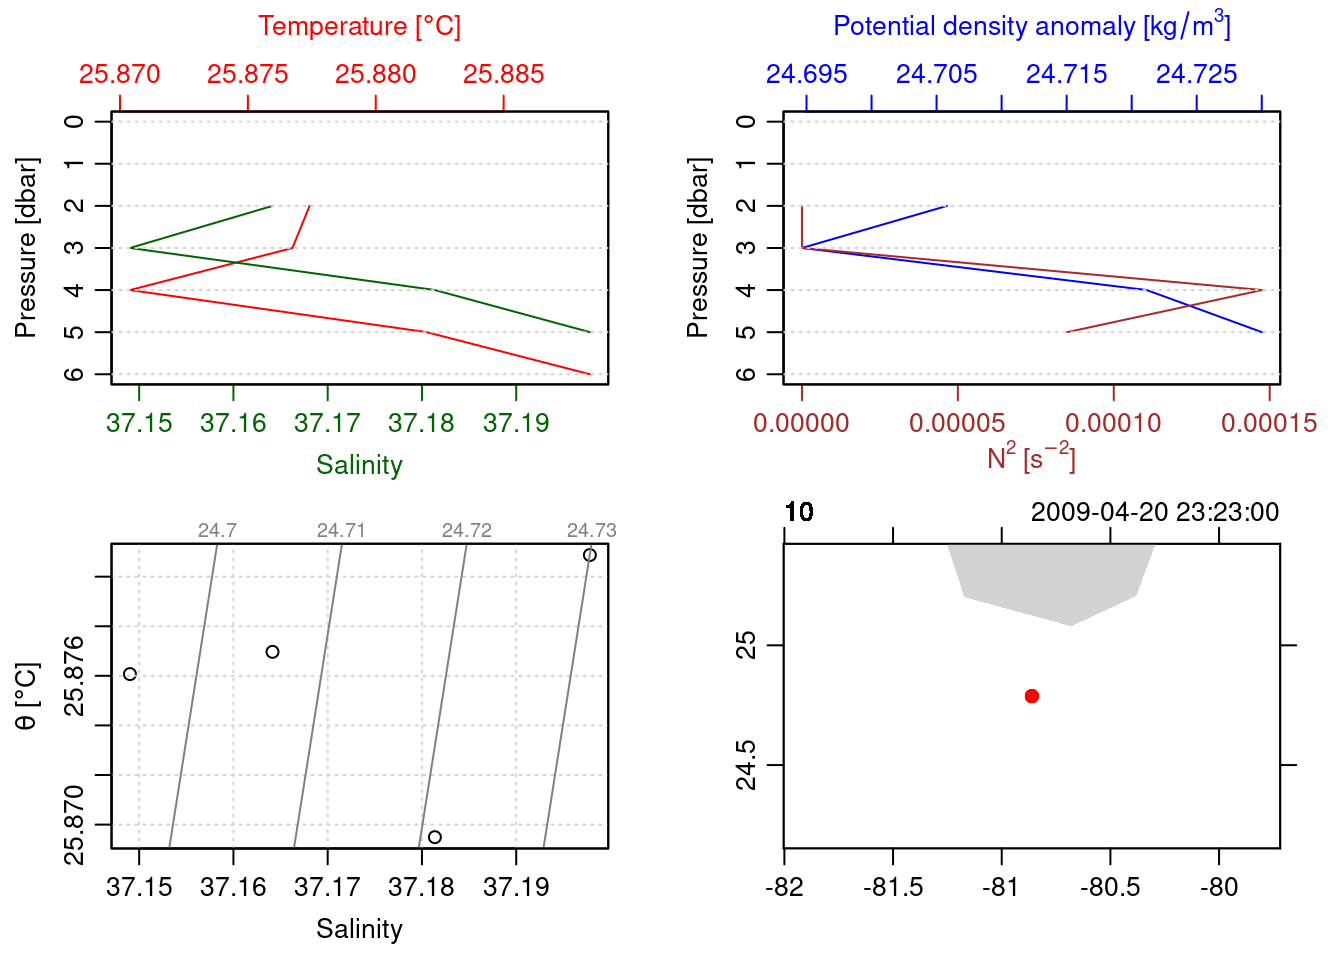 Temperature [°C]
25.870 25.875 25.880 25.885
0
1
2
3
4
5
6
Pressure [dbar]
37.15 37.16 37.17 37.18 37.19
Salinity
Potential density anomaly [kg/m³]
24.695 24.705 24.715 24.725
0
1
2
3
4
5
6
Pressure [dbar]
0.00000 0.00005 0.00010 0.00015
N² [s⁻²]
24.7 24.71 24.72 24.73
25.876
25.870
θ [°C]
37.15 37.16 37.17 37.18 37.19
Salinity
10 2009-04-20 23:23:00
25
24.5
-82 -81.5 -81 -80.5 -80